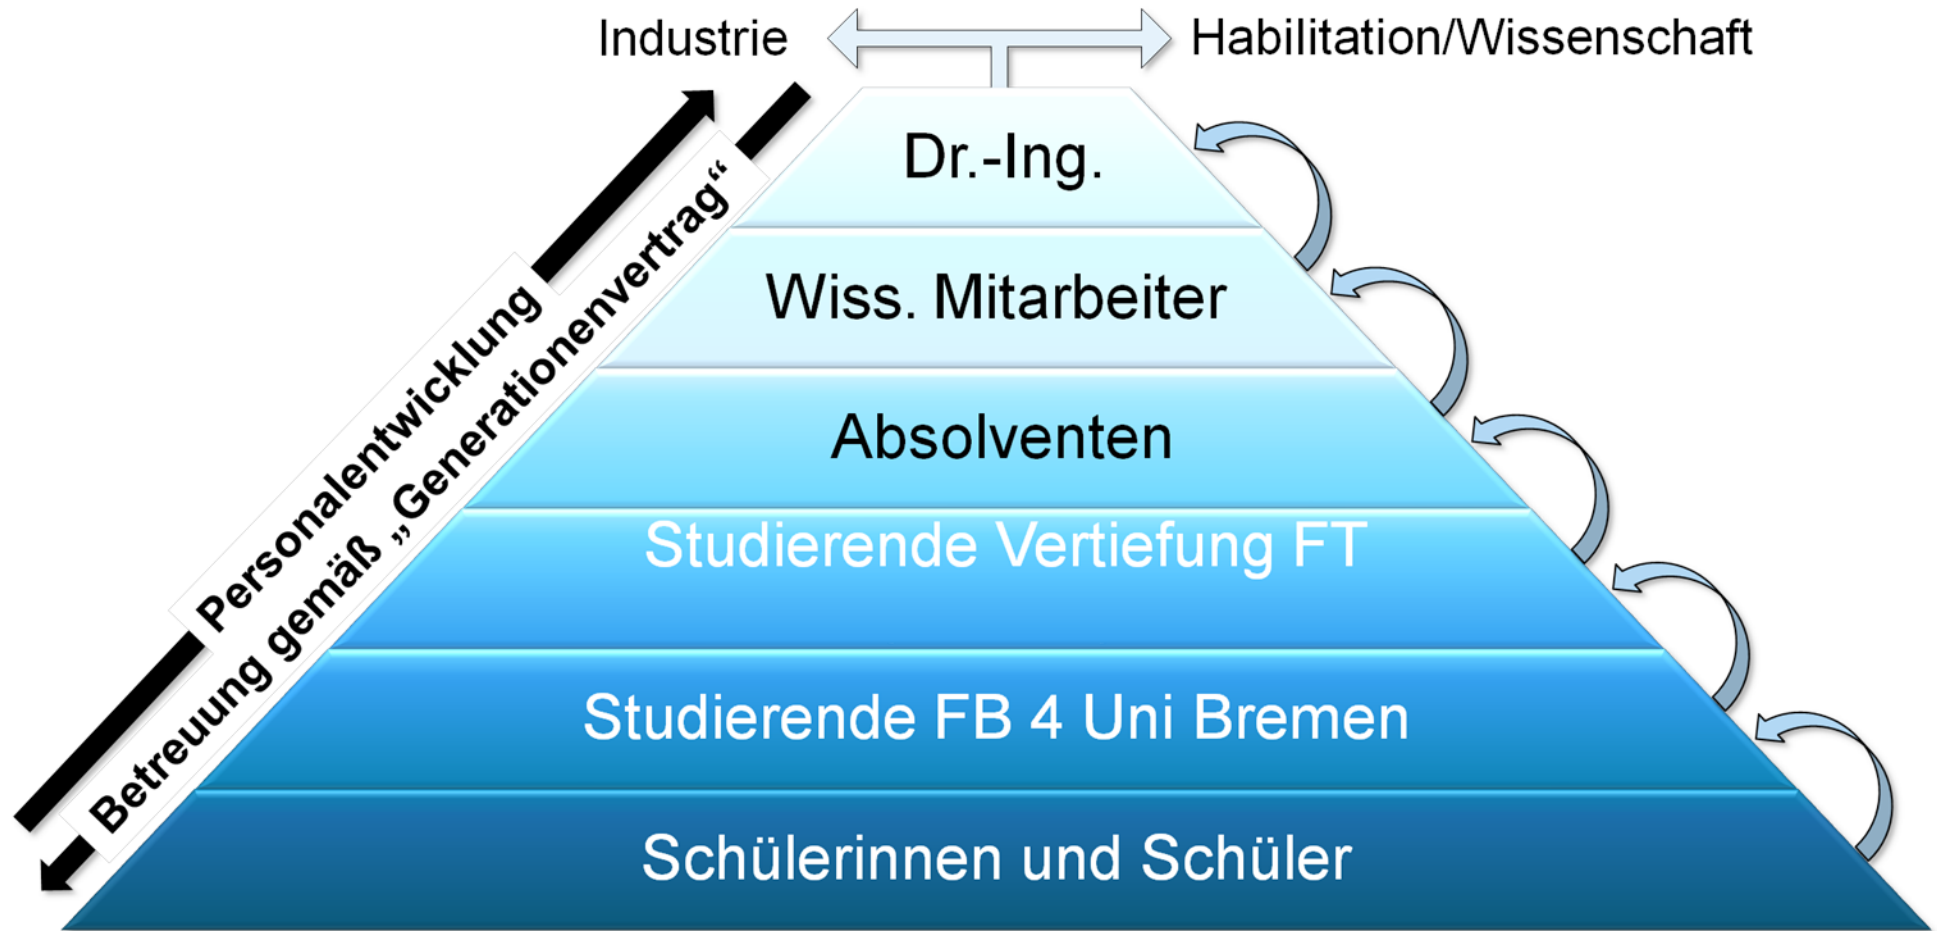 Industrie
Habilitation/Wissenschaft
Dr.-Ing.
Wiss. Mitarbeiter
Absolventen
Studierende Vertiefung FT
Studierende FB 4 Uni Bremen
Schülerinnen und Schüler
Personalentwicklung
Betreuung gemäß „Generationenvertrag“